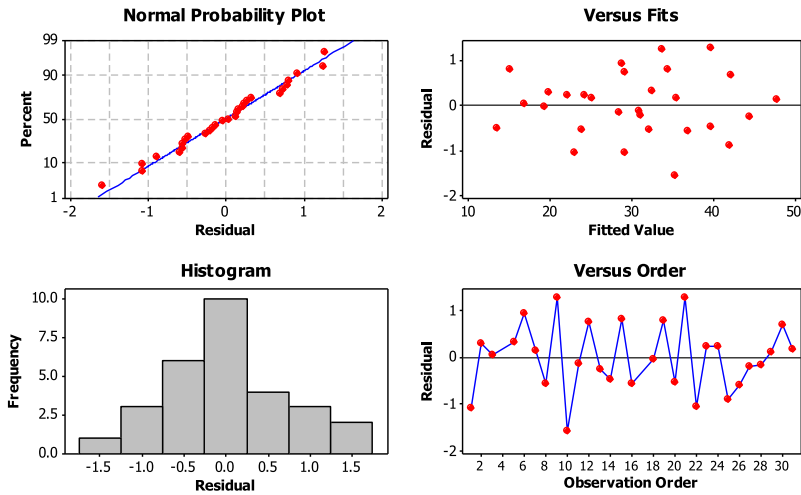 Normal Probability Plot
99
90
50
10
1
Percent
-2 -1 0 1 2
Residual
Versus Fits
1
0
-1
-2
Residual
10 20 30 40 50
Fitted Value
Histogram
10.0
7.5
5.0
2.5
0.0
Frequency
-1.5 -1.0 -0.5 0.0 0.5 1.0 1.5
Residual
Versus Order
1
0
-1
-2
Residual
2 4 6 8 10 12 14 16 18 20 22 24 26 28 30
Observation Order